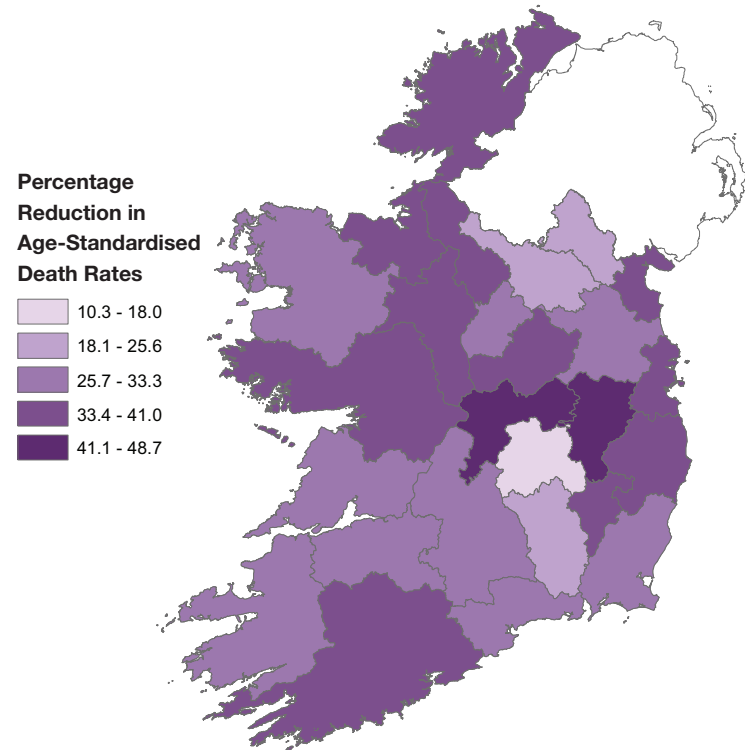 Percentage
Reduction in
Age-Standardised
Death Rates
10.3 - 18.0
18.1 - 25.6
25.7 - 33.3
33.4 - 41.0
41.1 - 48.7